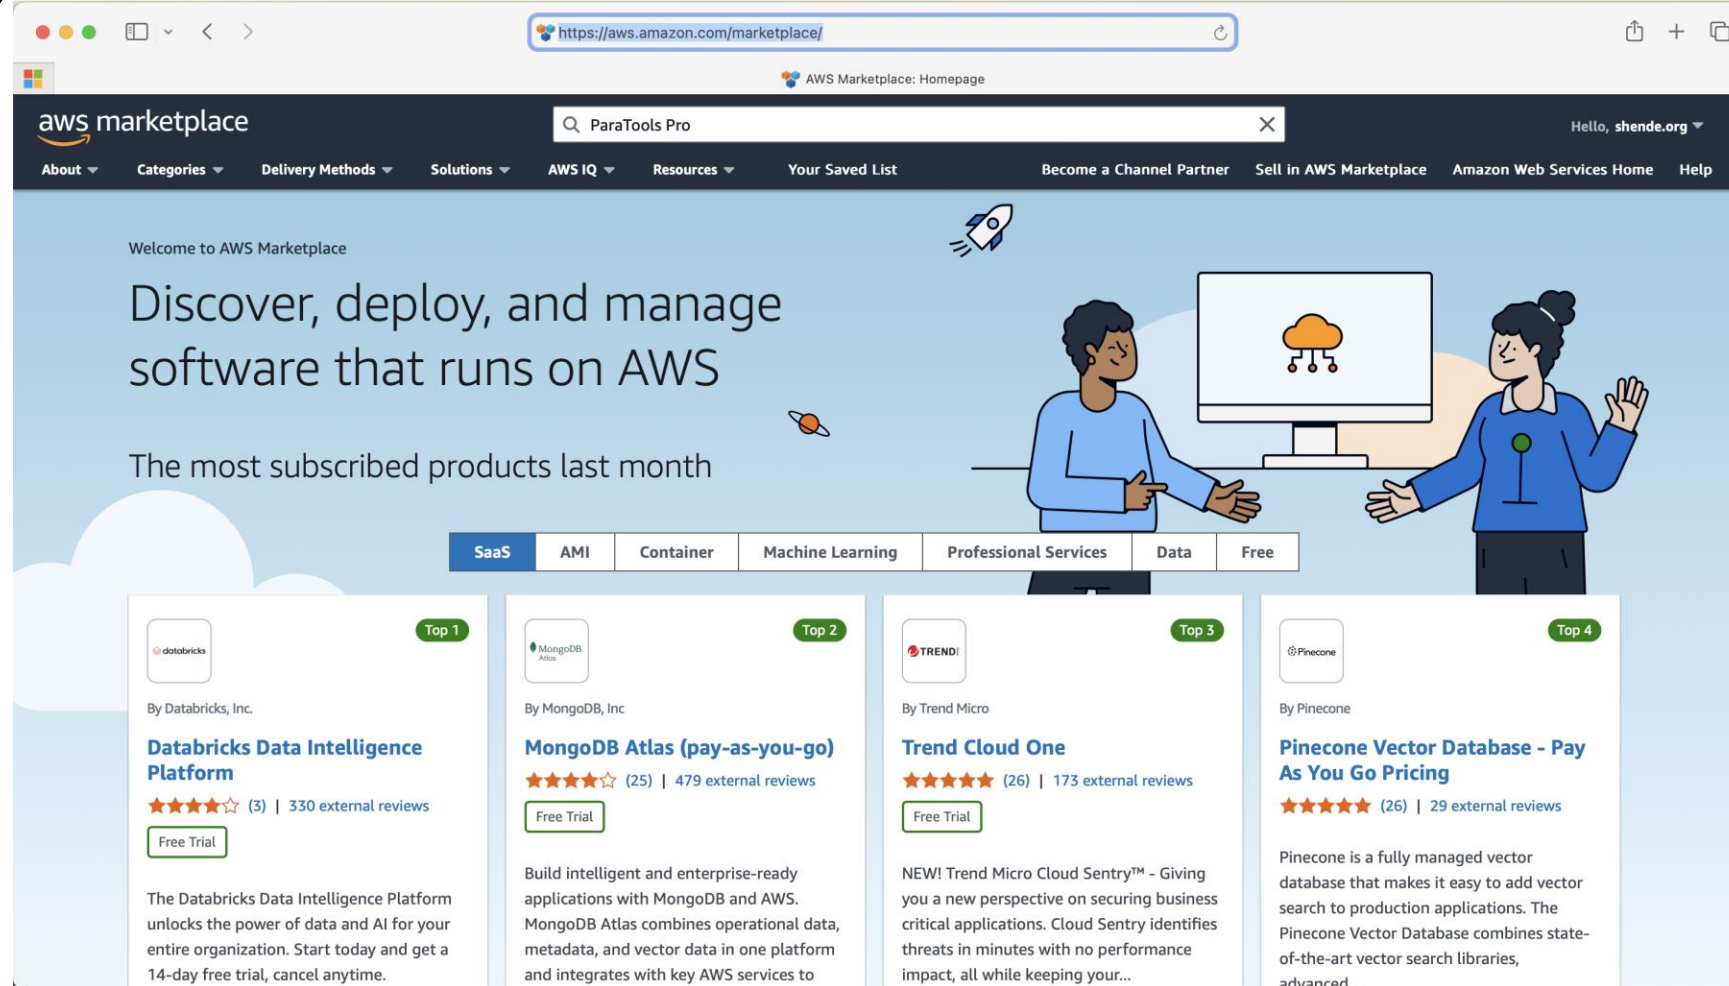 https://aws.amazon.com/marketplace/
AWS Marketplace: Homepage
aws marketplace
ParaTools Pro
Hello, shende.org
About
Categories
Delivery Methods
Solutions
AWS IQ
Resources
Your Saved List
Become a Channel Partner
Sell in AWS Marketplace
Amazon Web Services Home
Help
Welcome to AWS Marketplace
Discover, deploy, and manage
software that runs on AWS
The most subscribed products last month
SaaS
AMI
Container
Machine Learning
Professional Services
Data
Free
databricks
Top 1
By Databricks, Inc.
Databricks Data Intelligence
Platform
(3) | 330 external reviews
Free Trial
The Databricks Data Intelligence Platform
unlocks the power of data and AI for your
entire organization. Start today and get a
14-day free trial, cancel anytime.
MongoDB.
Atlas
Top 2
By MongoDB, Inc
MongoDB Atlas (pay-as-you-go)
(25) | 479 external reviews
Free Trial
Build intelligent and enterprise-ready
applications with MongoDB and AWS.
MongoDB Atlas combines operational data,
metadata, and vector data in one platform
and integrates with key AWS services to
TREND
Top 3
By Trend Micro
Trend Cloud One
(26) | 173 external reviews
Free Trial
NEW! Trend Micro Cloud Sentry™ - Giving
you a new perspective on securing business
critical applications. Cloud Sentry identifies
threats in minutes with no performance
impact, all while keeping your...
Pinecone
Top 4
By Pinecone
Pinecone Vector Database - Pay
As You Go Pricing
(26) | 29 external reviews
Pinecone is a fully managed vector
database that makes it easy to add vector
search to production applications. The
Pinecone Vector Database combines state-
of-the-art vector search libraries,
advanced...